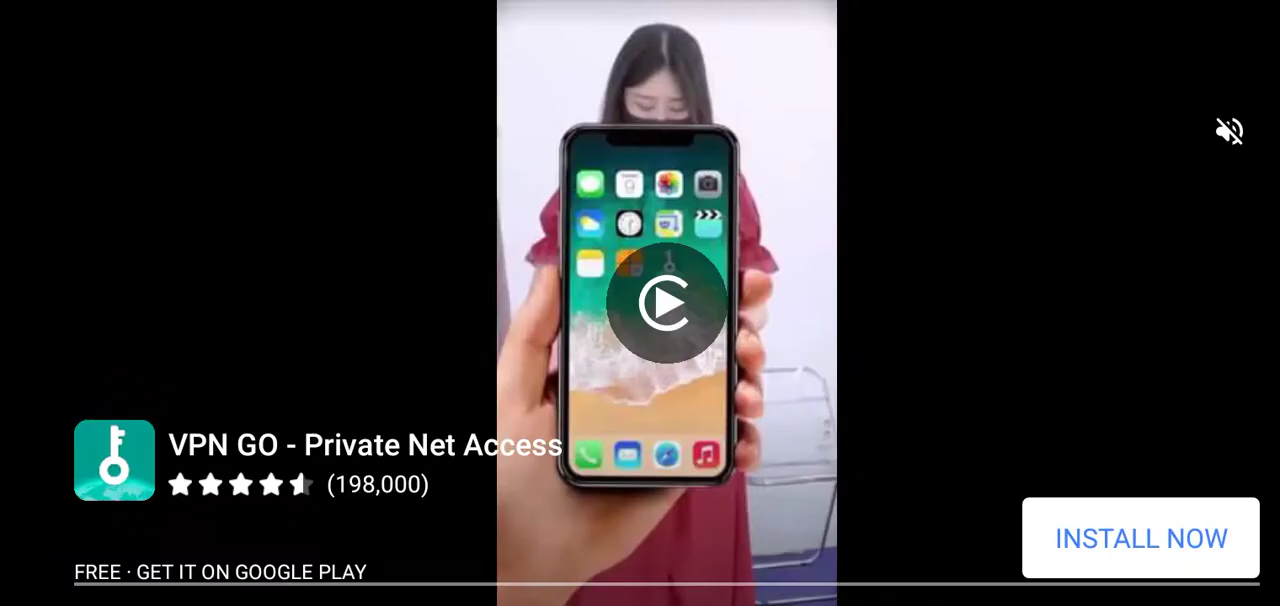 VPN GO - Private Net Access
(198,000)
INSTALL NOW
FREE · GET IT ON GOOGLE PLAY